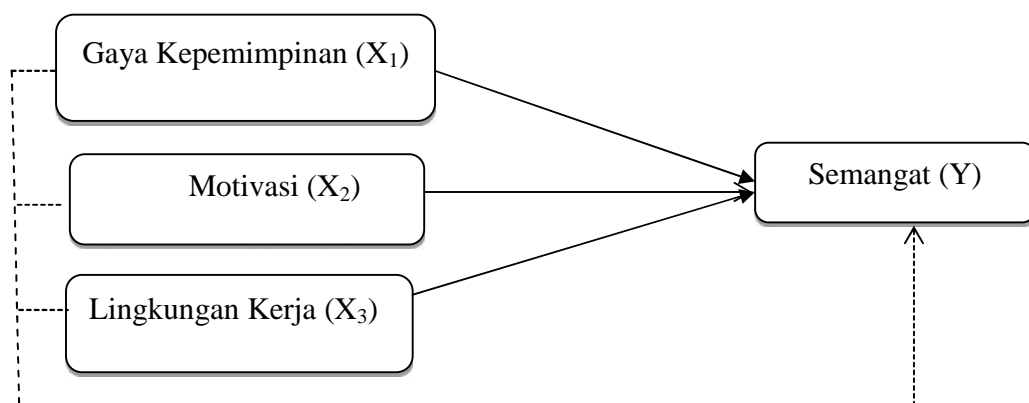 Gaya Kepemimpinan (X₁)
Motivasi (X₂)
Semangat (Y)
Lingkungan Kerja (X₃)